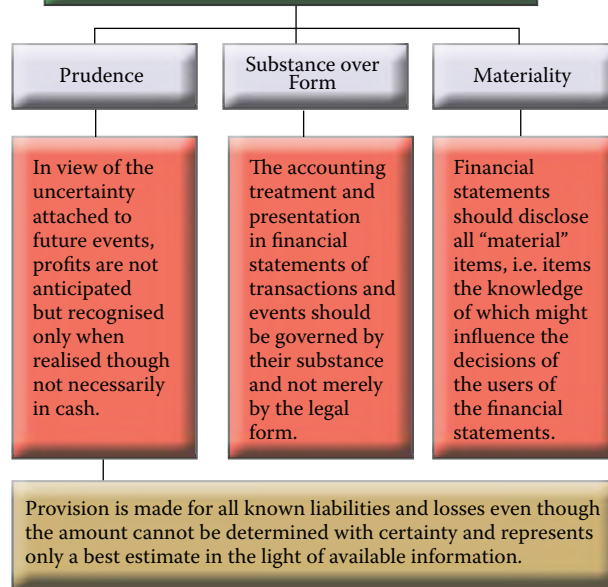 Prudence
Substance over
Form
Materiality
In view of the
uncertainty
attached to
future events,
profits are not
anticipated
but recognised
only when
realised though
not necessarily
in cash.
The accounting
treatment and
presentation
in financial
statements of
transactions and
events should
be governed by
their substance
and not merely
by the legal
form.
Financial
statements
should disclose
all “material”
items, i.e. items
the knowledge
of which might
influence the
decisions of
the users of
the financial
statements.
Provision is made for all known liabilities and losses even though
the amount cannot be determined with certainty and represents
only a best estimate in the light of available information.